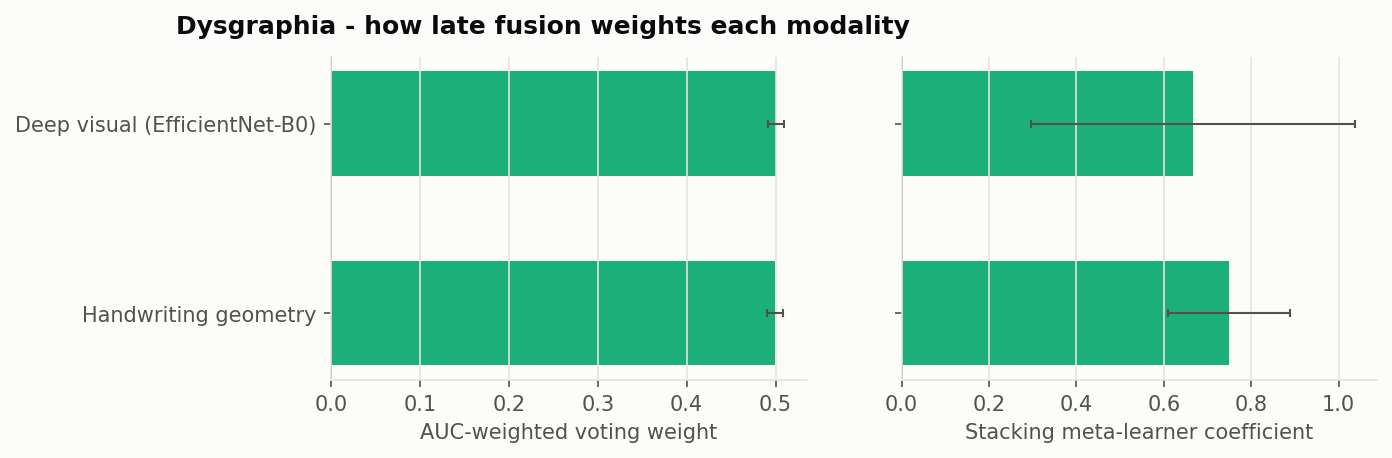 Dysgraphia - how late fusion weights each modality
Deep visual (EfficientNet-B0)
Handwriting geometry
0.0 0.1 0.2 0.3 0.4 0.5
AUC-weighted voting weight
0.0 0.2 0.4 0.6 0.8 1.0
Stacking meta-learner coefficient